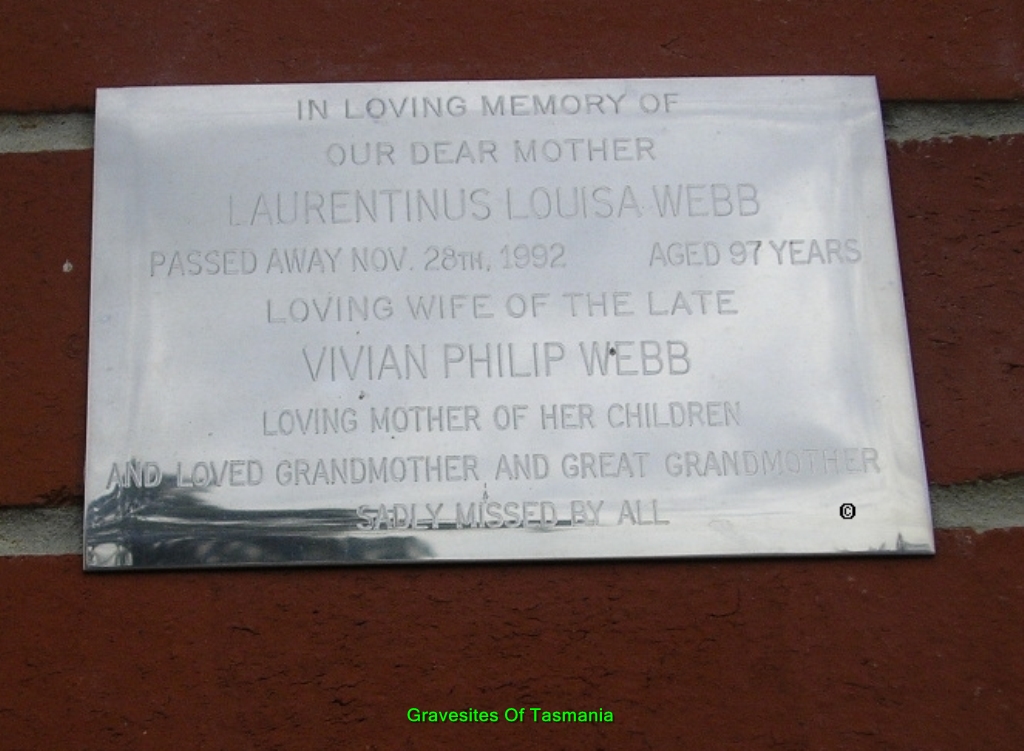 IN LOVING MEMORY OF
OUR DEAR MOTHER
LAURENTINUS LOUISA WEBB
PASSED AWAY NOV. 28TH, 1992 AGED 97 YEARS
LOVING WIFE OF THE LATE
VIVIAN PHILIP WEBB
LOVING MOTHER OF HER CHILDREN
AND LOVED GRANDMOTHER AND GREAT GRANDMOTHER
SADLY MISSED BY ALL
©
Gravesites Of Tasmania